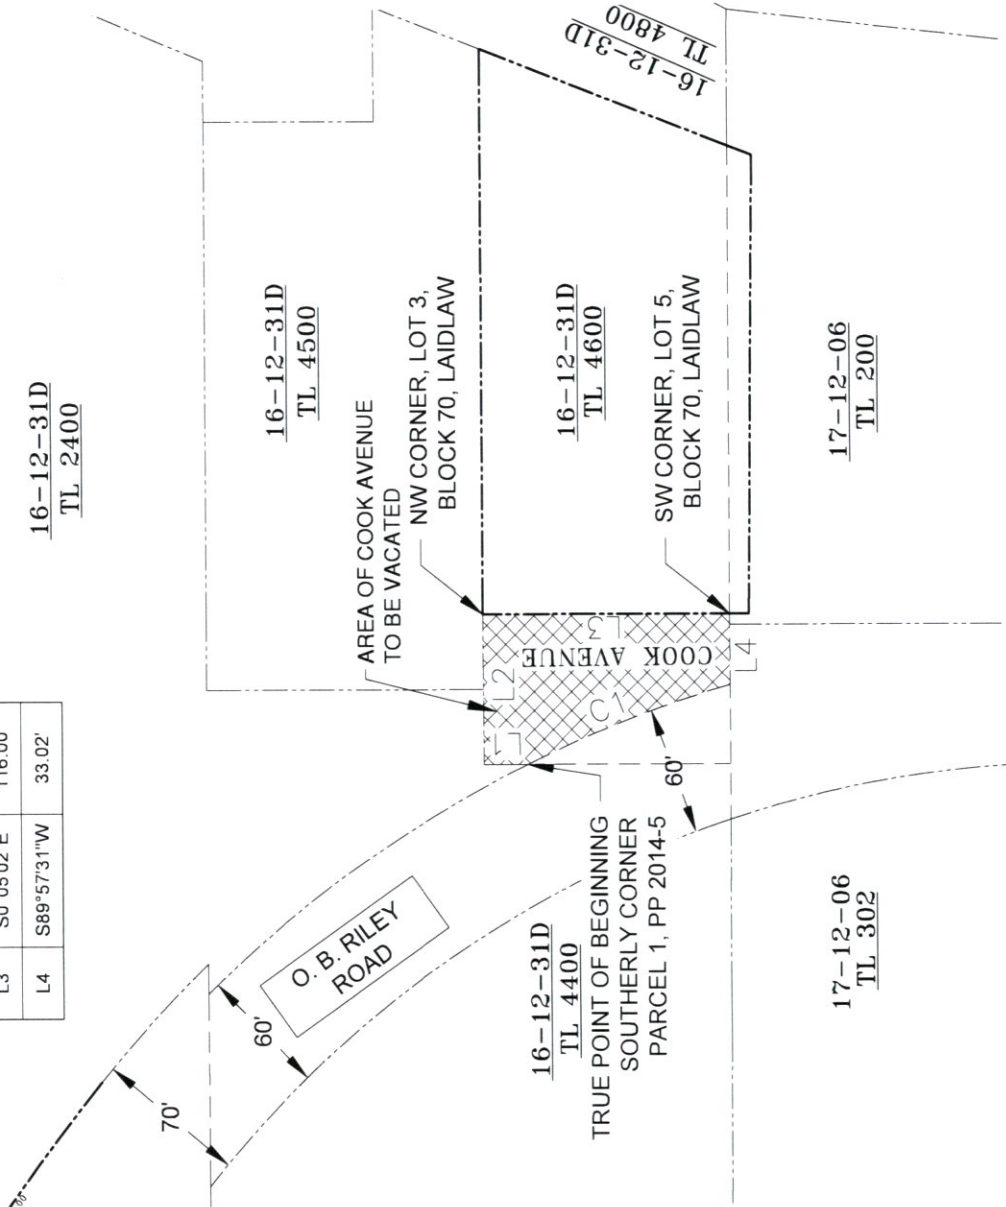 L3 S0°05'02"E 116.00'
L4 S89°57'31"W 33.02'
16-12-31D
TL 2400
16-12-31D
TL 4500
16-12-31D
TL 4800
AREA OF COOK AVENUE
TO BE VACATED
NW CORNER, LOT 3,
BLOCK 70, LAIDLAW
16-12-31D
TL 4600
SW CORNER, LOT 5,
BLOCK 70, LAIDLAW
L1
L2
L3
L4
C1
COOK AVENUE
O. B. RILEY
ROAD
70'
60'
60'
16-12-31D
TL 4400
TRUE POINT OF BEGINNING
SOUTHERLY CORNER
PARCEL 1, PP 2014-5
17-12-06
TL 200
17-12-06
TL 302